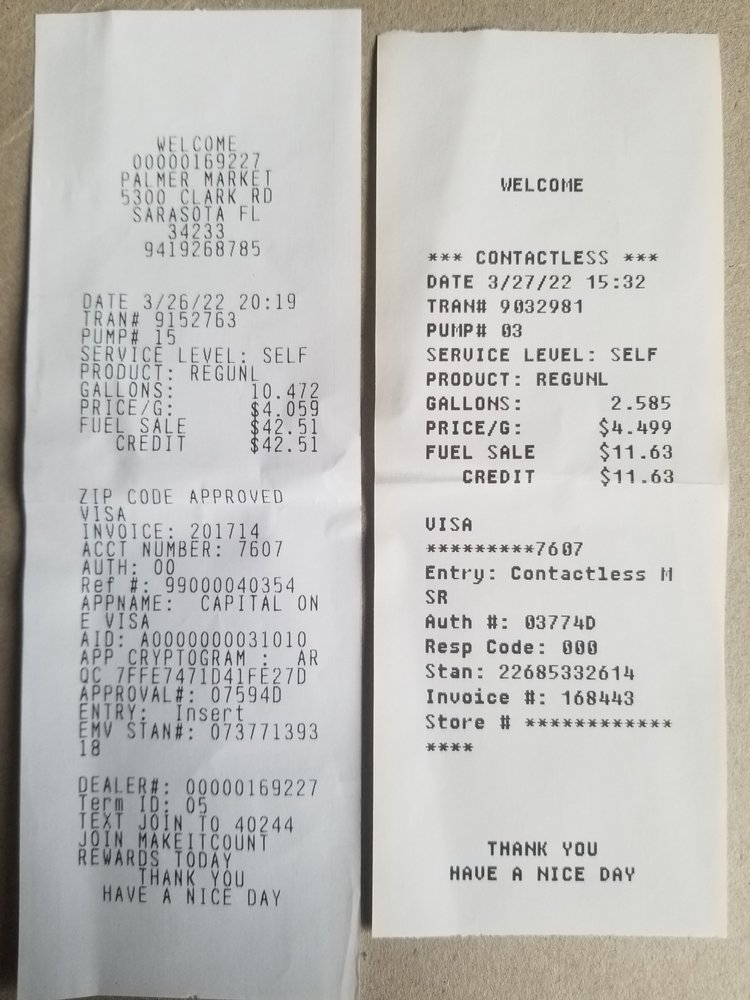 WELCOME
00000169227
PALMER MARKET
5300 CLARK RD
SARASOTA FL
34233
9419268785
DATE 3/26/22 20:19
TRAN# 9152763
PUMP# 15
SERVICE LEVEL: SELF
PRODUCT: REGUNL
GALLONS: 10.472
PRICE/G: $4.059
FUEL SALE $42.51
CREDIT $42.51
ZIP CODE APPROVED
VISA
INVOICE: 201714
ACCT NUMBER: 7607
AUTH: 00
Ref #: 99000040354
APPNAME: CAPITAL ON
E VISA
AID: A0000000031010
APP CRYPTOGRAM : AR
QC 7FFE7471D41FE27D
APPROVAL#: 07594D
ENTRY: Insert
EMV STAN#: 073771393
18
DEALER#: 00000169227
Term ID: 05
TEXT JOIN TO 40244
JOIN MAKEITCOUNT
REWARDS TODAY
THANK YOU
HAVE A NICE DAY
WELCOME
*** CONTACTLESS ***
DATE 3/27/22 15:32
TRAN# 9032981
PUMP# 03
SERVICE LEVEL: SELF
PRODUCT: REGUNL
GALLONS: 2.585
PRICE/G: $4.499
FUEL SALE $11.63
CREDIT $11.63
VISA
*********7607
Entry: Contactless M
SR
Auth #: 03774D
Resp Code: 000
Stan: 22685332614
Invoice #: 168443
Store # ************
****
THANK YOU
HAVE A NICE DAY